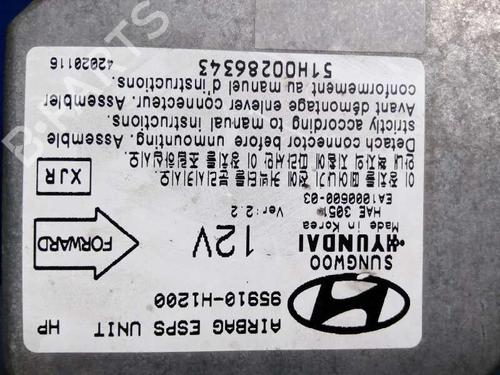 AIRBAG ESPS UNIT HP
95910-H1200
SUNGWOO
HYUNDAI
Made in Korea
HAE 3051
EA1000600-03
12V
Ver: 2.2
FORWARD
XJR
Detach connector before unmounting. Assemble
strictly according to manual instructions.
Avant démontage enlever connecteur. Assembler
conformement au manuel d'instructions.
51H00286343
42020116
B-PARTS